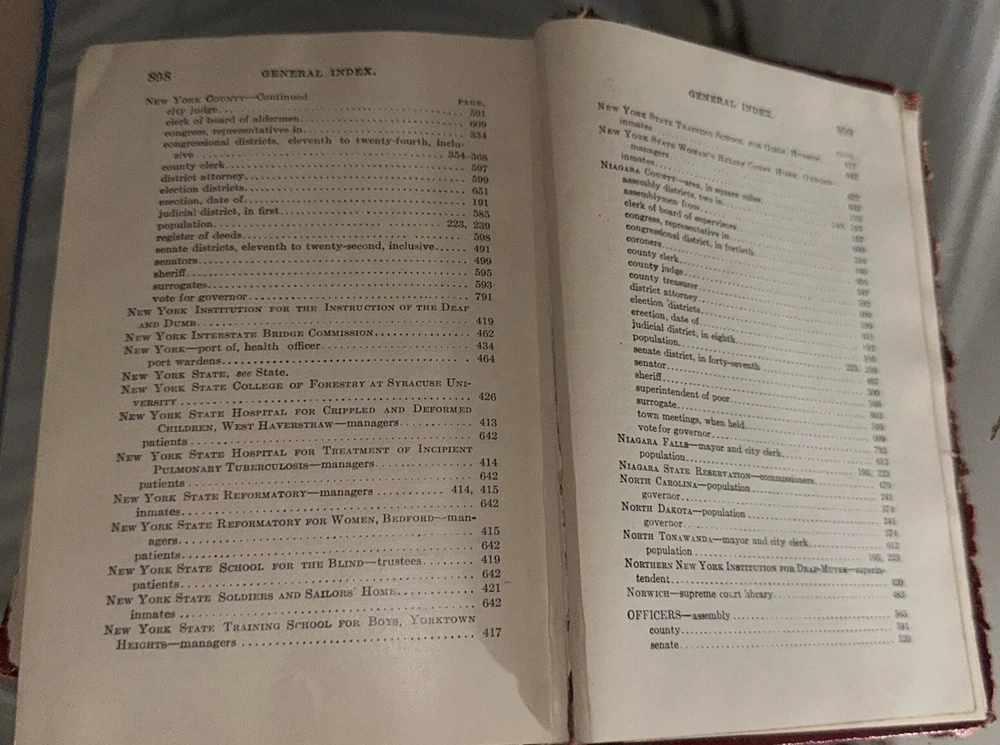 898 GENERAL INDEX.
NEW YORK COUNTY—Continued. PAGE.
city judge 591
clerk of board of aldermen 609
congress, representatives in 334
congressional districts, eleventh to twenty-fourth, inclu-
sive 354-368
county clerk 597
district attorney 599
election districts 651
erection, date of 191
judicial district, in first 585
population 223, 239
register of deeds 598
senate districts, eleventh to twenty-second, inclusive 491
senators 499
sheriff 595
surrogates 593
vote for governor 791
NEW YORK INSTITUTION FOR THE INSTRUCTION OF THE DEAF
AND DUMB 419
NEW YORK INTERSTATE BRIDGE COMMISSION 462
NEW YORK—port of, health officer 434
port wardens 464
NEW YORK STATE, see State.
NEW YORK STATE COLLEGE OF FORESTRY AT SYRACUSE UNI-
VERSITY 426
NEW YORK STATE HOSPITAL FOR CRIPPLED AND DEFORMED
CHILDREN, WEST HAVERSTRAW—managers 413
patients 642
NEW YORK STATE HOSPITAL FOR TREATMENT OF INCIPIENT
PULMONARY TUBERCULOSIS—managers 414
patients 642
NEW YORK STATE REFORMATORY—managers 414, 415
inmates 642
NEW YORK STATE REFORMATORY FOR WOMEN, BEDFORD—man-
agers 415
patients 642
NEW YORK STATE SCHOOL FOR THE BLIND—trustees 419
patients 642
NEW YORK STATE SOLDIERS AND SAILORS' HOME 421
inmates 642
NEW YORK STATE TRAINING SCHOOL FOR BOYS, YORKTOWN
HEIGHTS—managers 417
GENERAL INDEX. 899
NEW YORK STATE TRAINING SCHOOL FOR GIRLS, HUDSON,
inmates
NEW YORK STATE WOMAN'S RELIEF CORPS HOME, OXFORD—
managers
inmates
NIAGARA COUNTY—area, in square miles
assembly districts, two in
assemblymen from
clerk of board of supervisors
congress, representatives in
congressional district, in fortieth
coroners
county clerk
county judge
county treasurer
district attorney
election districts
erection, date of
judicial district, in eighth
population
senate district, in forty-seventh
senator
sheriff
superintendent of poor
surrogate
town meetings, when held
vote for governor
NIAGARA FALLS—mayor and city clerk
population
NIAGARA STATE RESERVATION—commissioners
NORTH CAROLINA—population
governor
NORTH DAKOTA—population
governor
NORTH TONAWANDA—mayor and city clerk
population
NORTHERN NEW YORK INSTITUTION FOR DEAF-MUTES—superin-
tendent
NORWICH—supreme court library
OFFICERS—assembly
county
senate